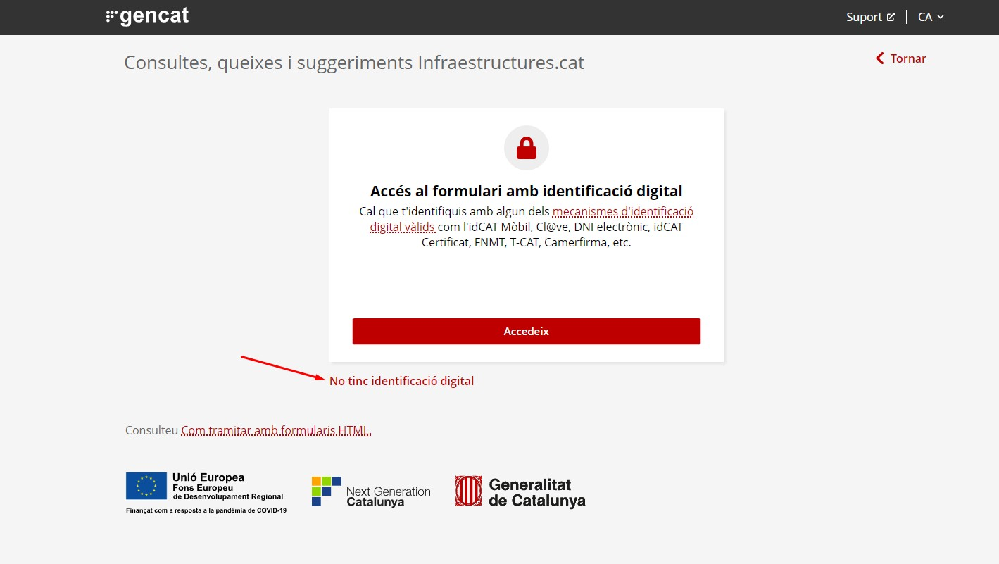 gencat
Suport
CA
Consultes, queixes i suggeriments Infraestructures.cat
Tornar
Accés al formulari amb identificació digital
Cal que t'identifiquis amb algun dels mecanismes d'identificació
digital vàlids com l'idCAT Mòbil, Cl@ve, DNI electrònic, idCAT
Certificat, FNMT, T-CAT, Camerfirma, etc.
Accedeix
No tinc identificació digital
Consulteu Com tramitar amb formularis HTML.
Unió Europea
Fons Europeu
de Desenvolupament Regional
Finançat com a resposta a la pandèmia de COVID-19
Next Generation
Catalunya
Generalitat
de Catalunya